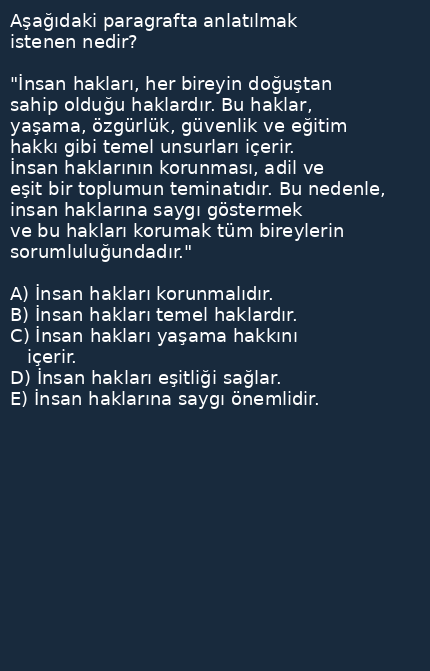 Aşağıdaki paragrafta anlatılmak
istenen nedir?
"İnsan hakları, her bireyin doğuştan
sahip olduğu haklardır. Bu haklar,
yaşama, özgürlük, güvenlik ve eğitim
hakkı gibi temel unsurları içerir.
İnsan haklarının korunması, adil ve
eşit bir toplumun teminatıdır. Bu nedenle,
insan haklarına saygı göstermek
ve bu hakları korumak tüm bireylerin
sorumluluğundadır."
A) İnsan hakları korunmalıdır.
B) İnsan hakları temel haklardır.
C) İnsan hakları yaşama hakkını
içerir.
D) İnsan hakları eşitliği sağlar.
E) İnsan haklarına saygı önemlidir.